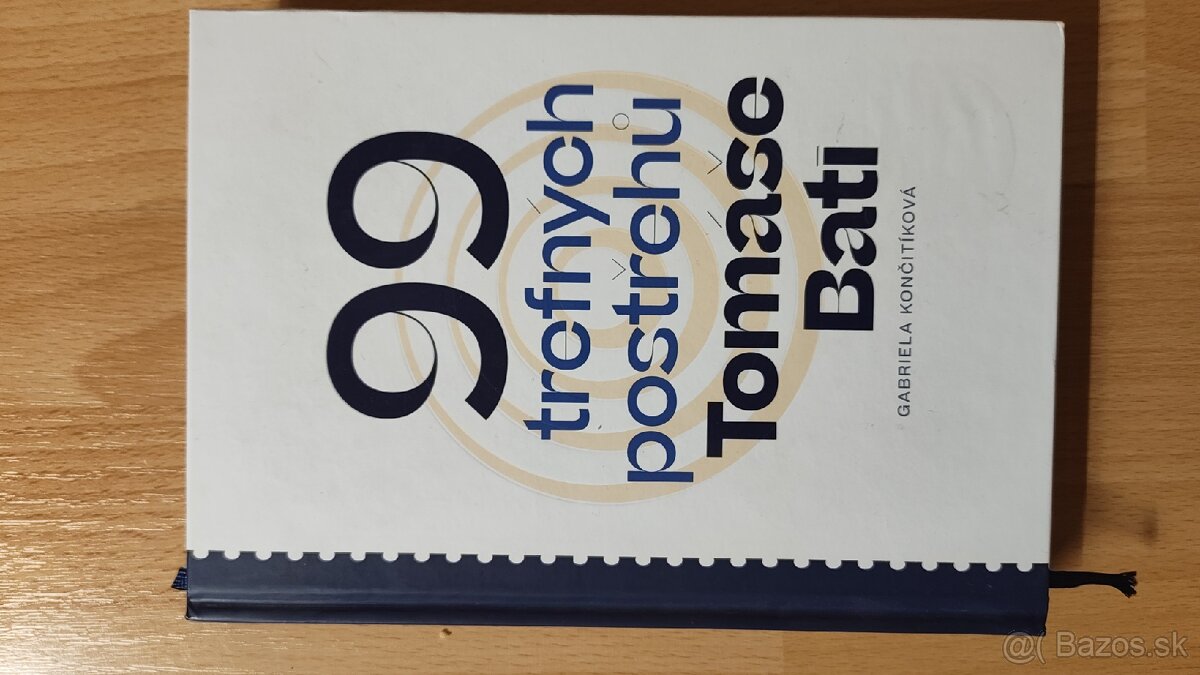 99
trefných
postřehů
Tomáše
Bati
GABRIELA KONČITÍKOVÁ
@( Bazos.sk